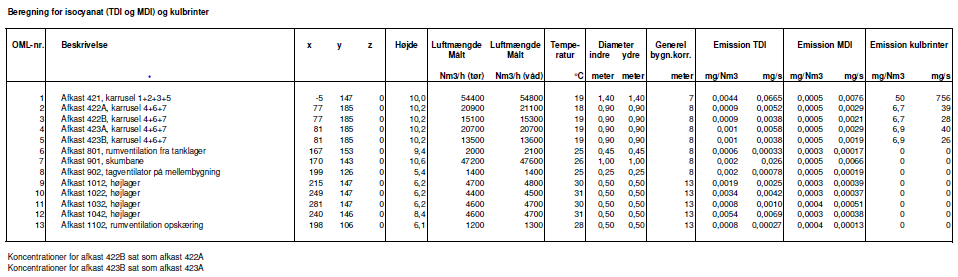 Beregning for isocyanat (TDI og MDI) og kulbrinter
OML-nr. Beskrivelse x y z Højde Luftmængde Luftmængde Tempe- Diameter Generel Emission TDI Emission MDI Emission kulbrinter
Målt Målt ratur indre ydre bygn.korr.
Nm3/h (tør) Nm3/h (våd) °C meter meter meter mg/Nm3 mg/s mg/Nm3 mg/s mg/Nm3 mg/s
1 Afkast 421, karrusel 1+2+3+5 -5 147 0 10,0 54400 54800 19 1,40 1,40 7 0,0044 0,0665 0,0005 0,0076 50 756
2 Afkast 422A, karrusel 4+6+7 77 185 0 10,2 20900 21100 18 0,90 0,90 8 0,0009 0,0052 0,0005 0,0029 6,7 39
3 Afkast 422B, karrusel 4+6+7 77 185 0 10,2 15100 15300 19 0,90 0,90 8 0,0009 0,0038 0,0005 0,0021 6,7 28
4 Afkast 423A, karrusel 4+6+7 81 185 0 10,2 20700 20700 19 0,90 0,90 8 0,001 0,0058 0,0005 0,0029 6,9 40
5 Afkast 423B, karrusel 4+6+7 81 185 0 10,2 13500 13600 19 0,90 0,90 8 0,001 0,0038 0,0005 0,0019 6,9 26
6 Afkast 801, rumventilation fra tanklager 167 153 0 9,4 2000 2100 25 0,45 0,45 8 0,0006 0,00033 0,0003 0,00017 0 0
7 Afkast 901, skumbane 170 143 0 10,6 47200 47600 26 1,00 1,00 8 0,002 0,026 0,0005 0,0066 0 0
8 Afkast 902, tagventilator på mellembygning 199 126 0 5,4 1400 1400 25 0,25 0,25 8 0,002 0,00078 0,0005 0,00019 0 0
9 Afkast 1012, højlager 215 147 0 6,2 4700 4800 30 0,50 0,50 13 0,0019 0,0025 0,0003 0,00039 0 0
10 Afkast 1022, højlager 249 147 0 6,2 4400 4500 31 0,50 0,50 13 0,0034 0,0042 0,0003 0,00037 0 0
11 Afkast 1032, højlager 281 147 0 6,2 4600 4700 30 0,50 0,50 13 0,0008 0,0010 0,0004 0,00051 0 0
12 Afkast 1042, højlager 240 146 0 8,4 4600 4700 31 0,50 0,50 13 0,0054 0,0069 0,0003 0,00038 0 0
13 Afkast 1102, rumventilation opskæring 198 106 0 6,1 1200 1300 28 0,50 0,50 13 0,0008 0,00027 0,0004 0,00013 0 0
Koncentrationer for afkast 422B sat som afkast 422A
Koncentrationer for afkast 423B sat som afkast 423A